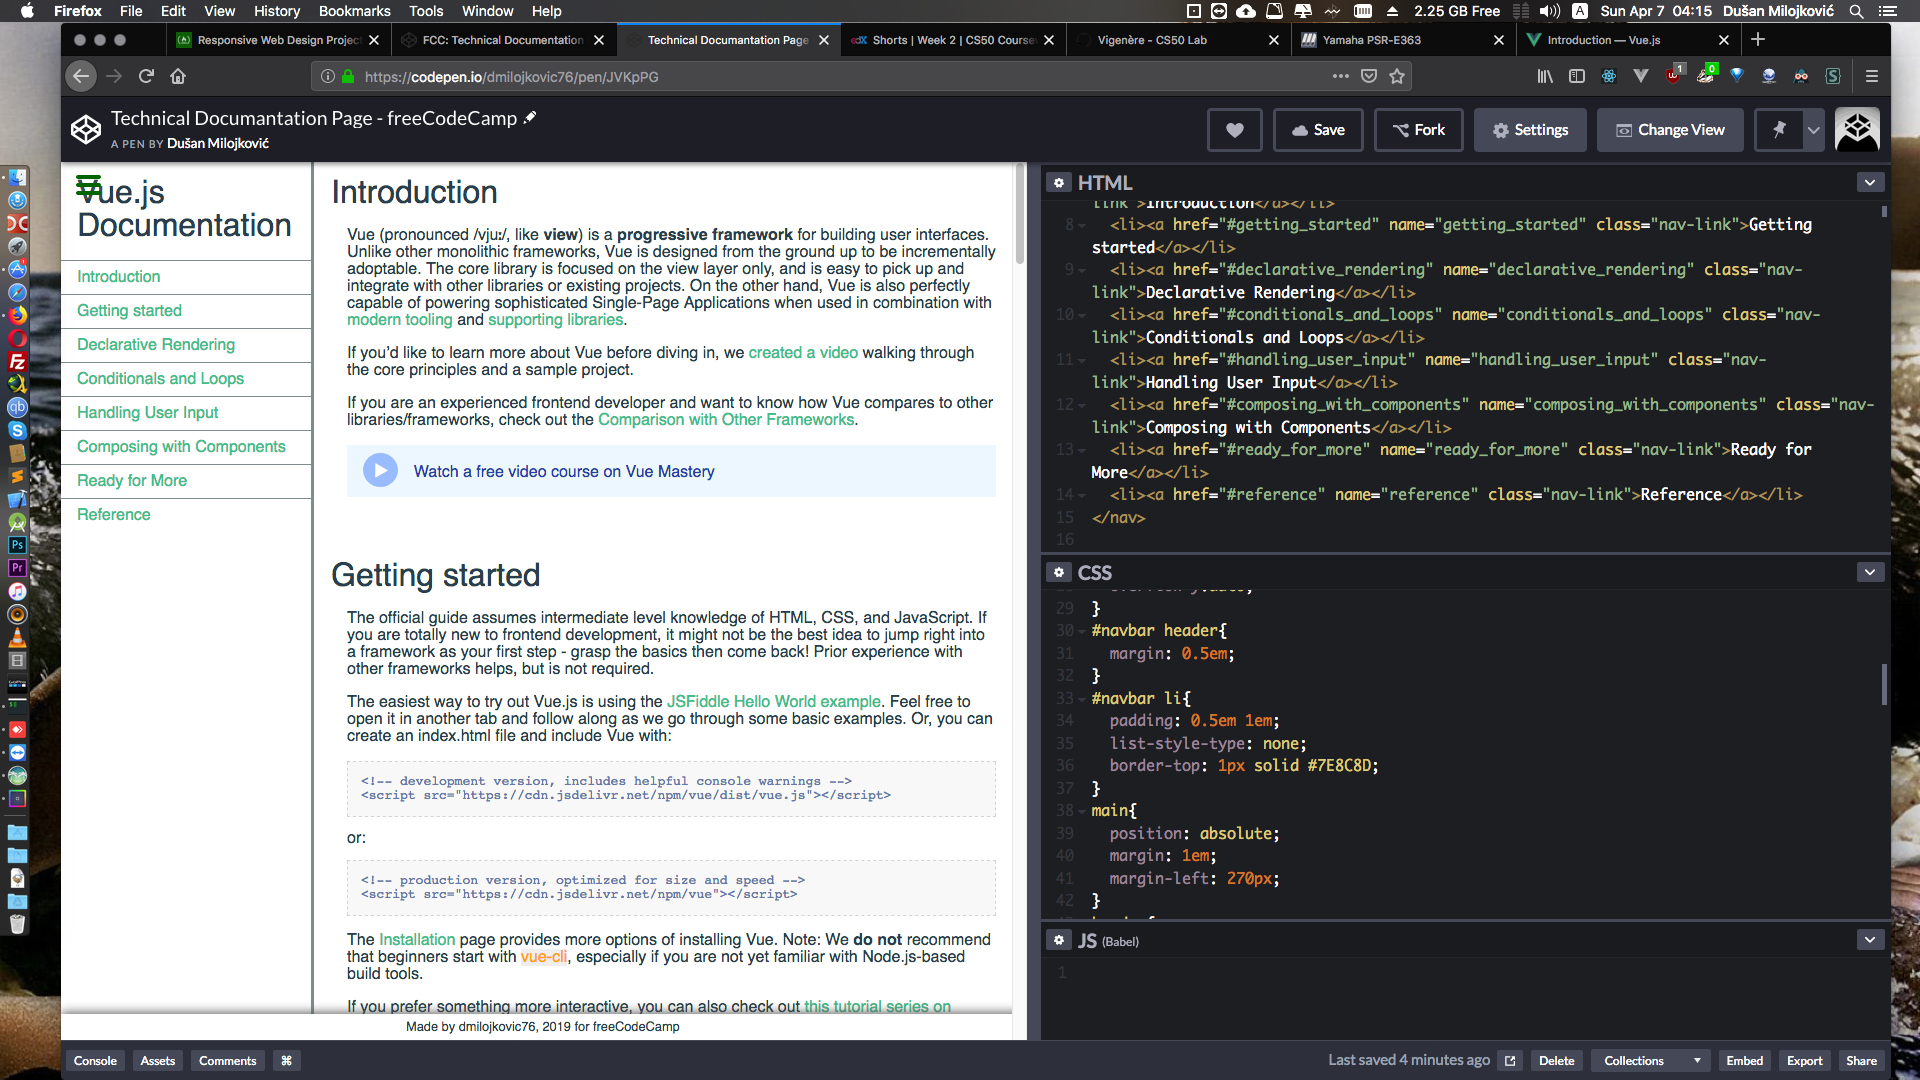 Firefox File Edit View History Bookmarks Tools Window Help 2.25 GB Free A Sun Apr 7 04:15 Dušan Milojković
Responsive Web Design Projec
FCC: Technical Documentation
Technical Documantation Page
edX Shorts | Week 2 | CS50 Course
Vigenère - CS50 Lab
Yamaha PSR-E363
Introduction — Vue.js
https://codepen.io/dmilojkovic76/pen/JVKpPG
1
0
Technical Documantation Page - freeCodeCamp
A PEN BY Dušan Milojković
Save
Fork
Settings
Change View
Vue.js
Documentation
Introduction
Getting started
Declarative Rendering
Conditionals and Loops
Handling User Input
Composing with Components
Ready for More
Reference
Introduction
Vue (pronounced /vjuː/, like view) is a progressive framework for building user interfaces.
Unlike other monolithic frameworks, Vue is designed from the ground up to be incrementally
adoptable. The core library is focused on the view layer only, and is easy to pick up and
integrate with other libraries or existing projects. On the other hand, Vue is also perfectly
capable of powering sophisticated Single-Page Applications when used in combination with
modern tooling and supporting libraries.
If you’d like to learn more about Vue before diving in, we created a video walking through
the core principles and a sample project.
If you are an experienced frontend developer and want to know how Vue compares to other
libraries/frameworks, check out the Comparison with Other Frameworks.
Watch a free video course on Vue Mastery
Getting started
The official guide assumes intermediate level knowledge of HTML, CSS, and JavaScript. If
you are totally new to frontend development, it might not be the best idea to jump right into
a framework as your first step - grasp the basics then come back! Prior experience with
other frameworks helps, but is not required.
The easiest way to try out Vue.js is using the JSFiddle Hello World example. Feel free to
open it in another tab and follow along as we go through some basic examples. Or, you can
create an index.html file and include Vue with:
<!-- development version, includes helpful console warnings -->
<script src="https://cdn.jsdelivr.net/npm/vue/dist/vue.js"></script>
or:
<!-- production version, optimized for size and speed -->
<script src="https://cdn.jsdelivr.net/npm/vue"></script>
The Installation page provides more options of installing Vue. Note: We do not recommend
that beginners start with vue-cli, especially if you are not yet familiar with Node.js-based
build tools.
If you prefer something more interactive, you can also check out this tutorial series on
Made by dmilojkovic76, 2019 for freeCodeCamp
HTML
link">Introduction</a></li>
8 <li><a href="#getting_started" name="getting_started" class="nav-link">Getting
started</a></li>
9 <li><a href="#declarative_rendering" name="declarative_rendering" class="nav-
link">Declarative Rendering</a></li>
10 <li><a href="#conditionals_and_loops" name="conditionals_and_loops" class="nav-
link">Conditionals and Loops</a></li>
11 <li><a href="#handling_user_input" name="handling_user_input" class="nav-
link">Handling User Input</a></li>
12 <li><a href="#composing_with_components" name="composing_with_components" class="nav-
link">Composing with Components</a></li>
13 <li><a href="#ready_for_more" name="ready_for_more" class="nav-link">Ready for
More</a></li>
14 <li><a href="#reference" name="reference" class="nav-link">Reference</a></li>
15 </nav>
16
CSS
29 }
30 #navbar header{
31 margin: 0.5em;
32 }
33 #navbar li{
34 padding: 0.5em 1em;
35 list-style-type: none;
36 border-top: 1px solid #7E8C8D;
37 }
38 main{
39 position: absolute;
40 margin: 1em;
41 margin-left: 270px;
42 }
JS (Babel)
1
Console Assets Comments ⌘ Last saved 4 minutes ago Delete Collections Embed Export Share